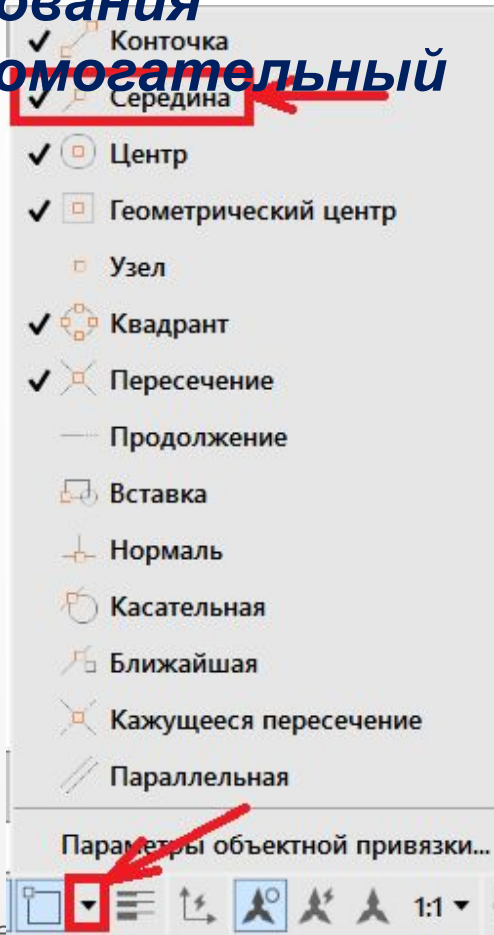 ования
омогательный
Конточка
Середина
Центр
Геометрический центр
Узел
Квадрант
Пересечение
Продолжение
Вставка
Нормаль
Касательная
Ближайшая
Кажущееся пересечение
Параллельная
Параметры объектной привязки...
1:1